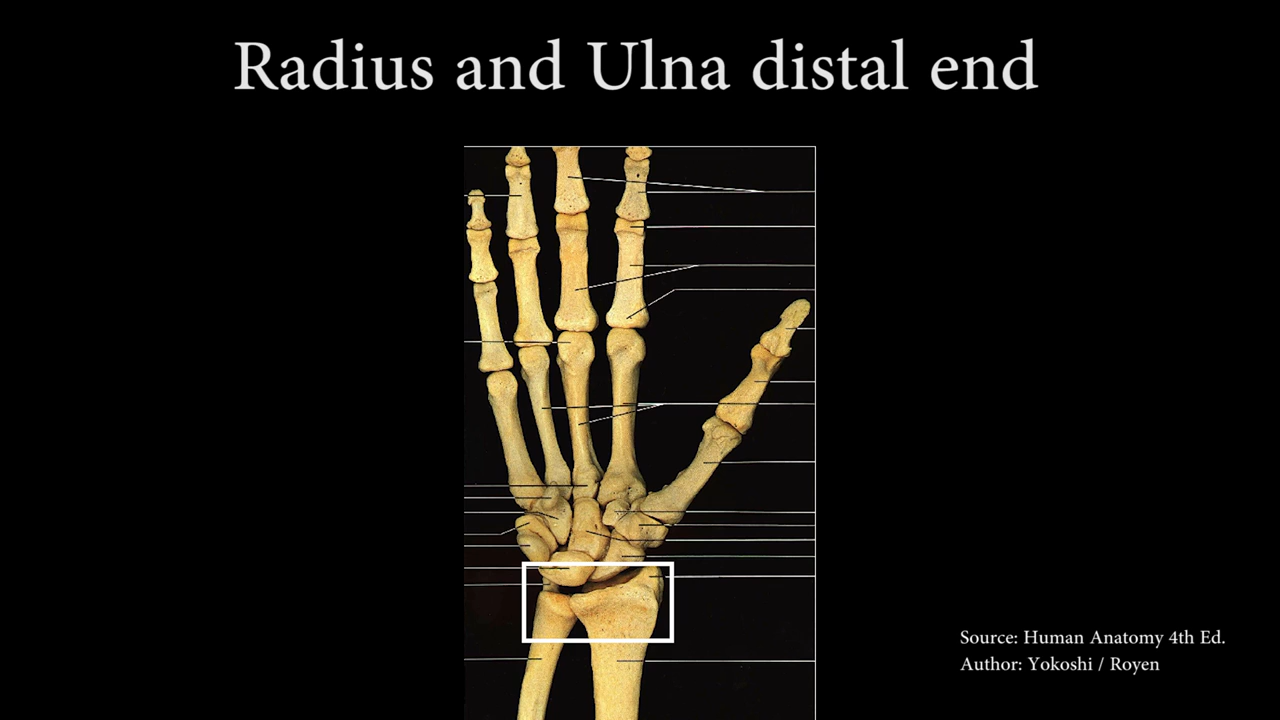 Radius and Ulna distal end
Source: Human Anatomy 4th Ed.
Author: Yokoshi / Royen